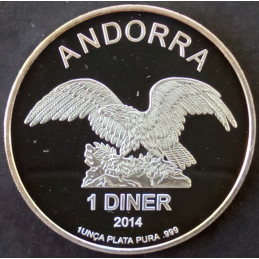 ANDORRA
1 DINER
2014
1UNÇA PLATA PURA .999